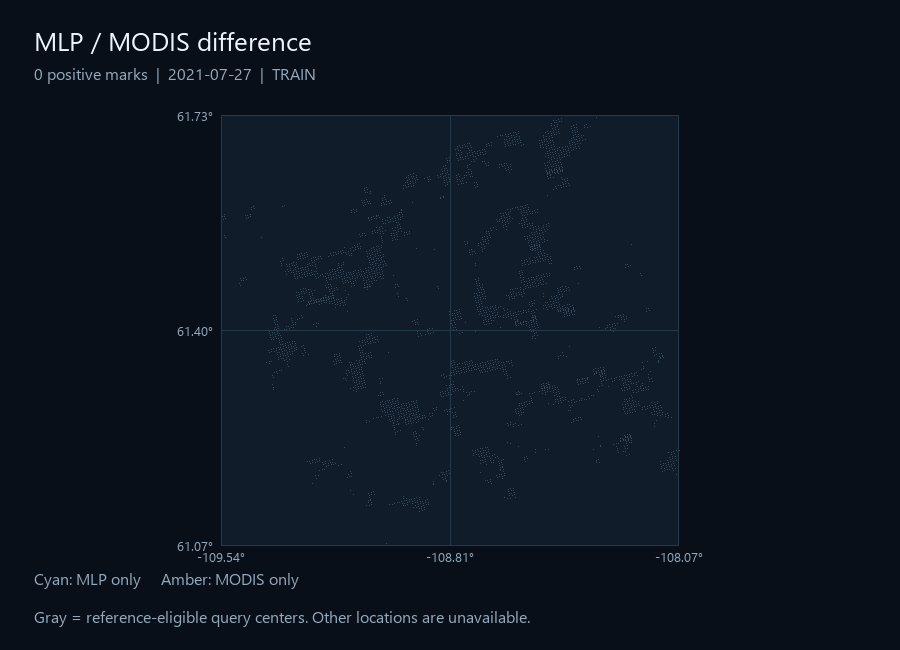 MLP / MODIS difference
0 positive marks | 2021-07-27 | TRAIN
61.73°
61.40°
61.07°
-109.54° -108.81° -108.07°
Cyan: MLP only Amber: MODIS only
Gray = reference-eligible query centers. Other locations are unavailable.